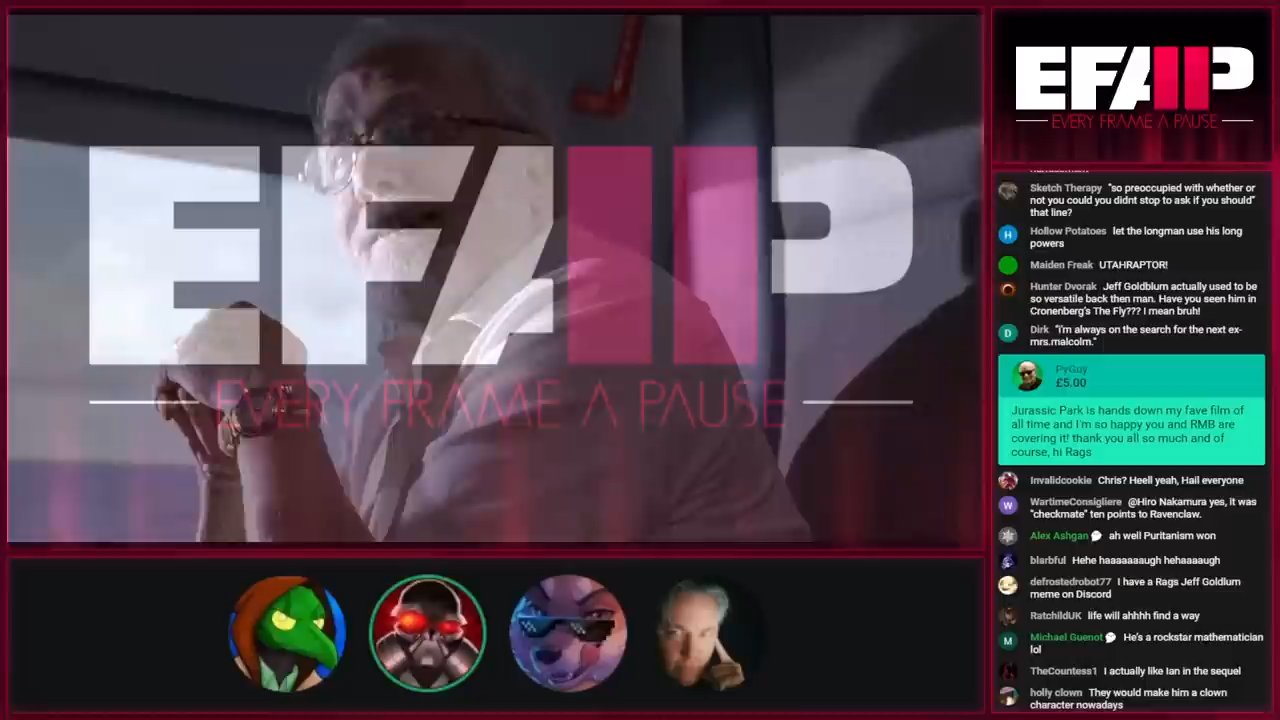 EFAP
EVERY FRAME A PAUSE
EFAP
EVERY FRAME A PAUSE
Sketch Therapy "so preoccupied with whether or
not you could you didnt stop to ask if you should"
that line?
H
Hollow Potatoes let the longman use his long
powers
Maiden Freak UTAHRAPTOR!
Hunter Dvorak Jeff Goldblum actually used to be
so versatile back then man. Have you seen him in
Cronenberg's The Fly??? I mean bruh!
D
Dirk "i'm always on the search for the next ex-
mrs.malcolm."
PyGuy
£5.00
Jurassic Park is hands down my fave film of
all time and I'm so happy you and RMB are
covering it! thank you all so much and of
course, hi Rags
Invalidcookie Chris? Heell yeah, Hail everyone
W
WartimeConsigliere @Hiro Nakamura yes, it was
"checkmate" ten points to Ravenclaw.
Alex Ashgan ah well Puritanism won
blarbful Hehe haaaaaaaugh hehaaaaugh
defrostedrobot77 I have a Rags Jeff Goldlum
meme on Discord
RatchildUK life will ahhhh find a way
M
Michael Guenot He's a rockstar mathematician
lol
TheCountess1 I actually like Ian in the sequel
holly clown They would make him a clown
character nowadays